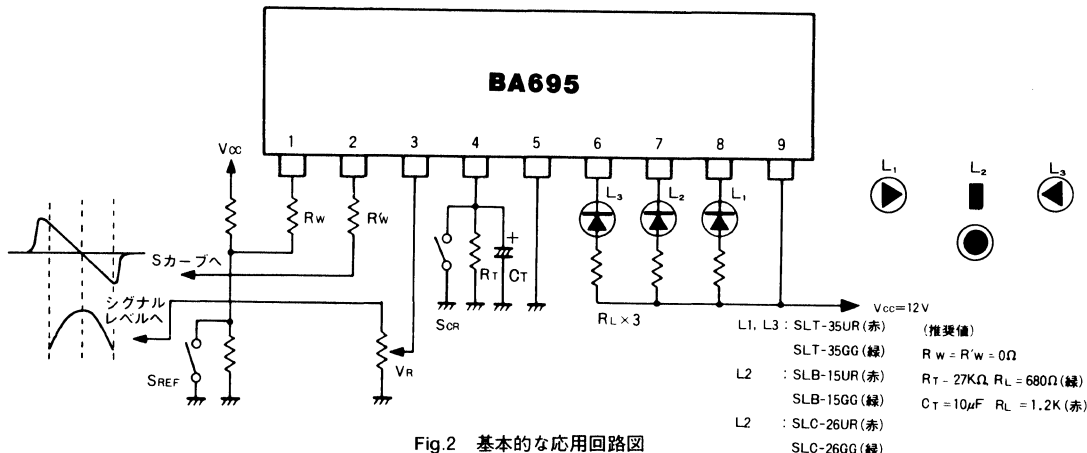 BA695
1 2 3 4 5 6 7 8 9
Vcc
Rw
R'w
L₃
L₂
L₁
L₁
L₂
L₃
Sカーブへ
シグナル
レベルへ
SREF
VR
SCR
RT
+
CT
RL×3
Vcc=12V
L1, L3 : SLT-35UR(赤)
SLT-35GG(緑)
L2 : SLB-15UR(赤)
SLB-15GG(緑)
L2 : SLC-26UR(赤)
SLC-26GG(緑)
(推奨値)
Rw=R'w=0Ω
RT-27KΩ, RL=680Ω(緑)
CT=10μF RL=1.2K(赤)
Fig.2 基本的な応用回路図